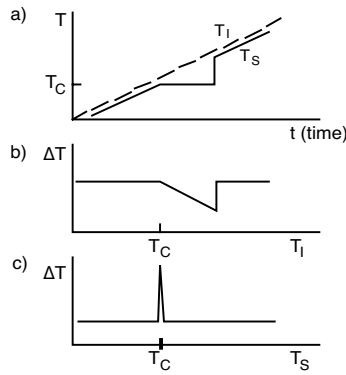 a)
T
T_I
T_S
T_C
t (time)
b)
ΔT
T_C
T_I
c)
ΔT
T_C
T_S